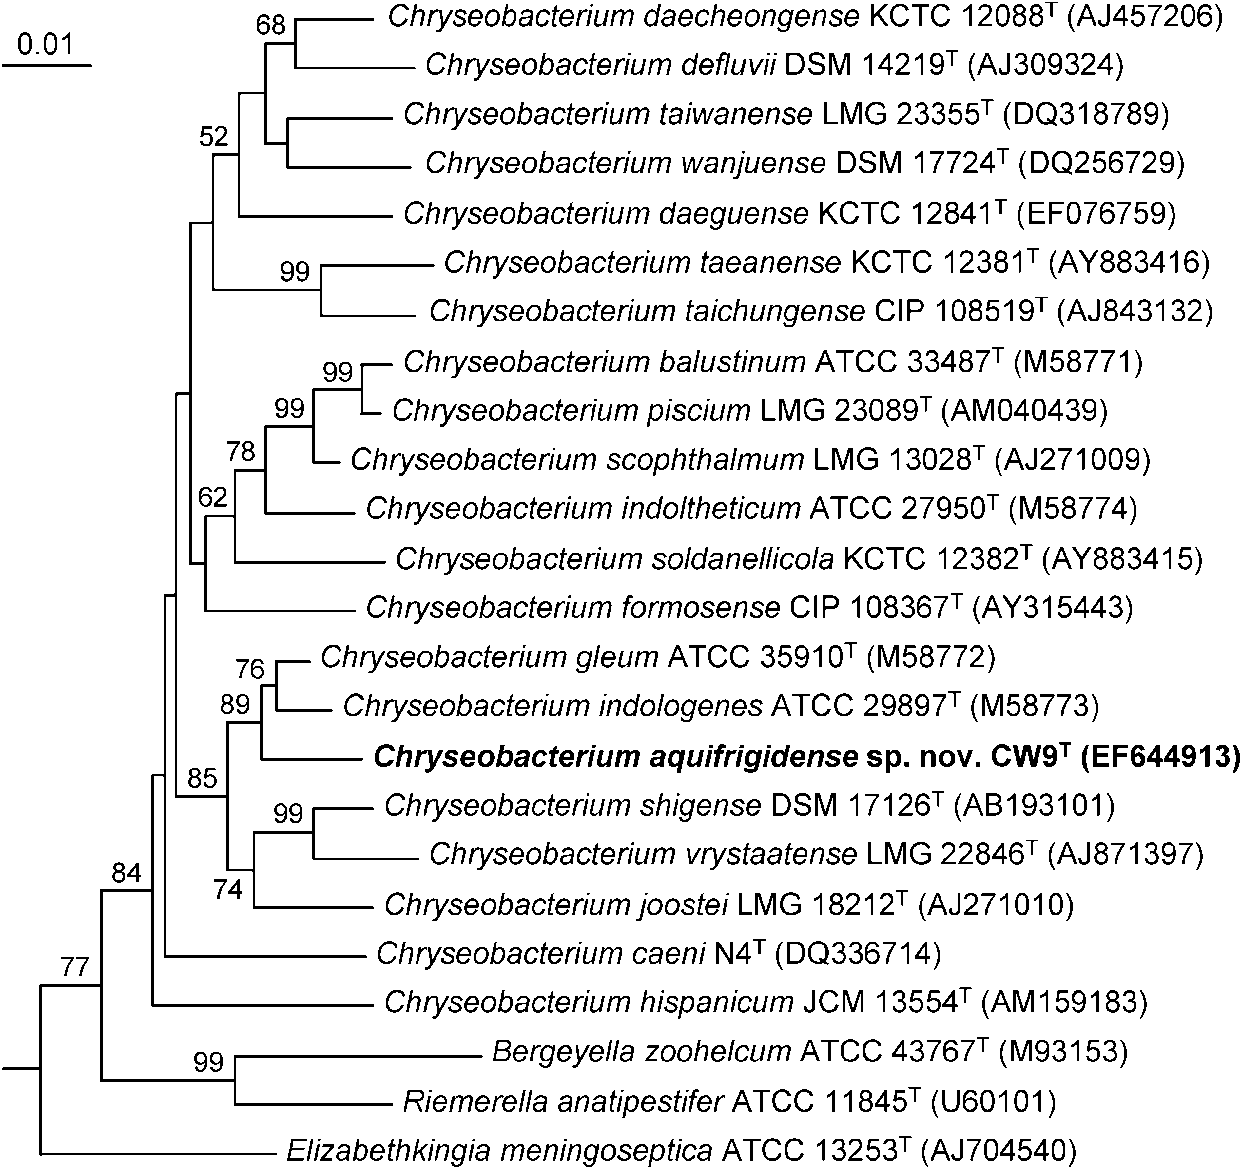 68 Chryseobacterium daecheongense KCTC 12088T (AJ457206)
0.01
Chryseobacterium defluvii DSM 14219T (AJ309324)
Chryseobacterium taiwanense LMG 23355T (DQ318789)
52
Chryseobacterium wanjuense DSM 17724T (DQ256729)
Chryseobacterium daeguense KCTC 12841T (EF076759)
99 Chryseobacterium taeanense KCTC 12381T (AY883416)
Chryseobacterium taichungense CIP 108519T (AJ843132)
99 Chryseobacterium balustinum ATCC 33487T (M58771)
99 Chryseobacterium piscium LMG 23089T (AM040439)
78 Chryseobacterium scophthalmum LMG 13028T (AJ271009)
62 Chryseobacterium indoltheticum ATCC 27950T (M58774)
Chryseobacterium soldanellicola KCTC 12382T (AY883415)
Chryseobacterium formosense CIP 108367T (AY315443)
76 Chryseobacterium gleum ATCC 35910T (M58772)
89 Chryseobacterium indologenes ATCC 29897T (M58773)
Chryseobacterium aquifrigidense sp. nov. CW9T (EF644913)
85
99 Chryseobacterium shigense DSM 17126T (AB193101)
Chryseobacterium vrystaatense LMG 22846T (AJ871397)
84
74
Chryseobacterium joostei LMG 18212T (AJ271010)
Chryseobacterium caeni N4T (DQ336714)
77
Chryseobacterium hispanicum JCM 13554T (AM159183)
99 Bergeyella zoohelcum ATCC 43767T (M93153)
Riemerella anatipestifer ATCC 11845T (U60101)
Elizabethkingia meningoseptica ATCC 13253T (AJ704540)